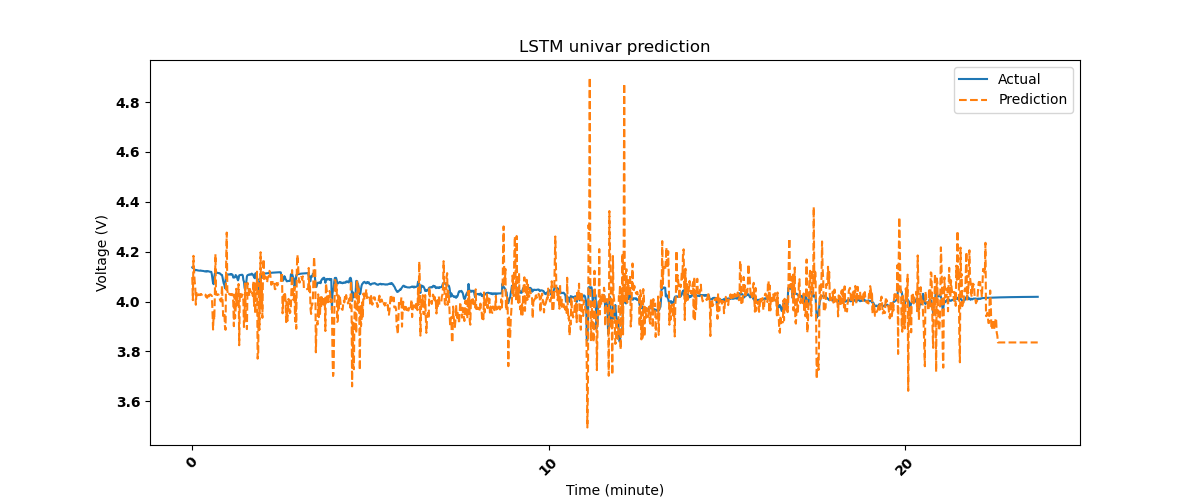 LSTM univar prediction
Actual
Prediction
4.8
4.6
4.4
4.2
4.0
3.8
3.6
Voltage (V)
0
10
20
Time (minute)